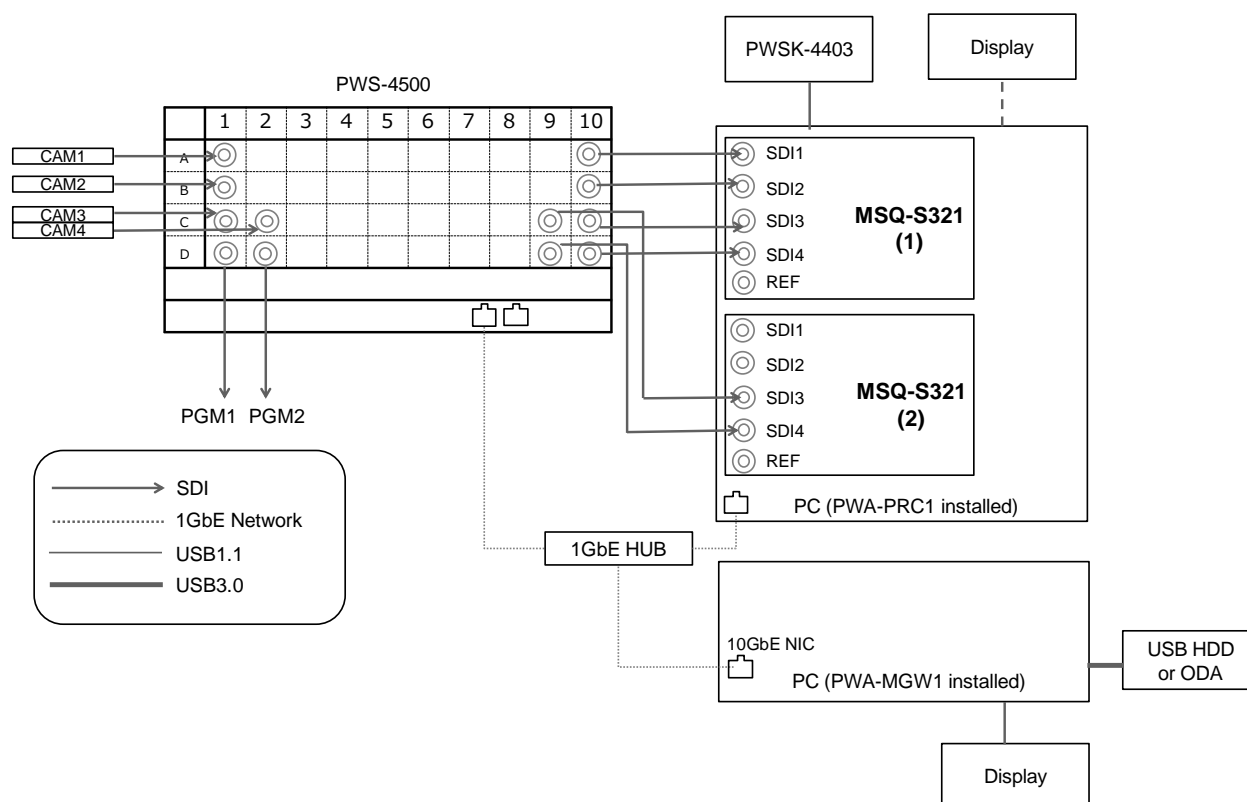 PWS-4500
1 2 3 4 5 6 7 8 9 10
A
B
C
D
CAM1
CAM2
CAM3
CAM4
PGM1 PGM2
PWSK-4403
Display
SDI1
SDI2
SDI3
SDI4
REF
MSQ-S321
(1)
SDI1
SDI2
SDI3
SDI4
REF
MSQ-S321
(2)
PC (PWA-PRC1 installed)
SDI
1GbE Network
USB1.1
USB3.0
1GbE HUB
10GbE NIC
PC (PWA-MGW1 installed)
USB HDD
or ODA
Display